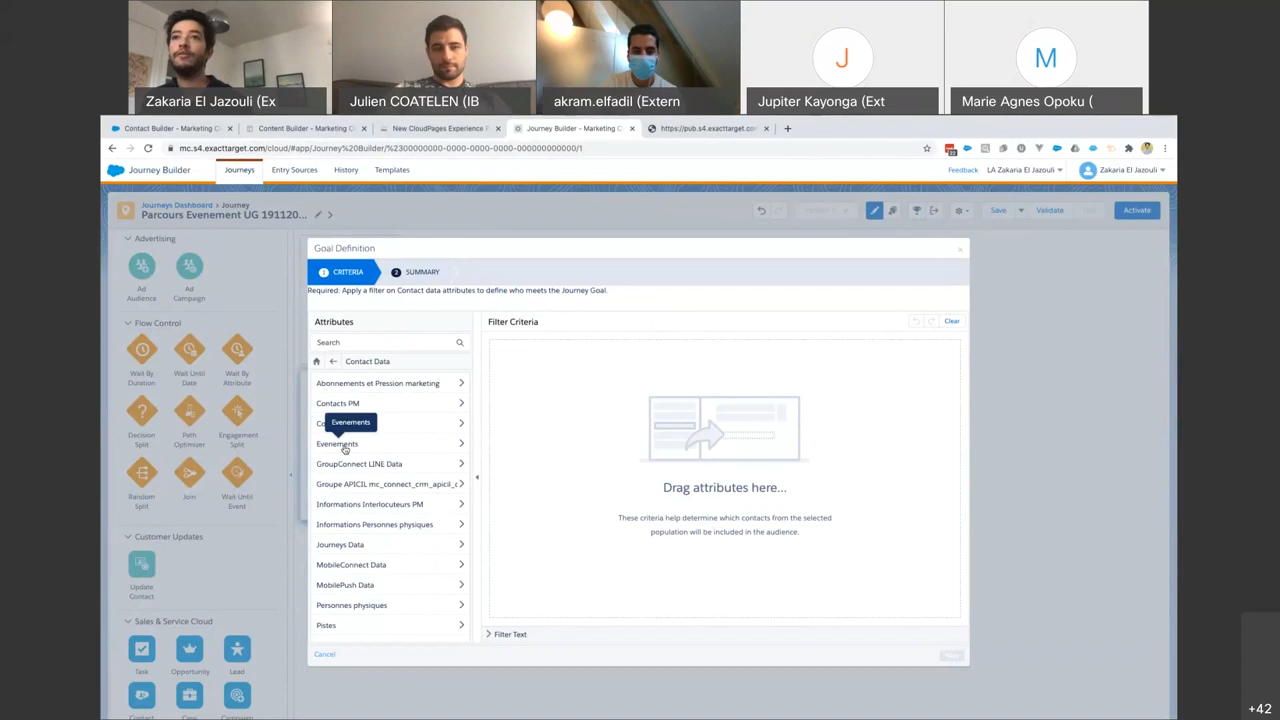 Zakaria El Jazouli (Ex
Julien COATELEN (IB
akram.elfadil (Extern
J
Jupiter Kayonga (Ext
M
Marie Agnes Opoku (
Contact Builder - Marketing C
Content Builder - Marketing C
New CloudPages Experience
Journey Builder - Marketing C
https://pub.s4.exacttarget.com
mc.s4.exacttarget.com/cloud/#app/Journey%20Builder/%2300000000-0000-0000-0000-000000000000/1
Journey Builder
Journeys
Entry Sources
History
Templates
Feedback
LA Zakaria El Jazouli
Zakaria El Jazouli
Journeys Dashboard › Journey
Parcours Evenement UG 191120...
Save
Validate
Activate
Advertising
Ad Audience
Ad Campaign
Flow Control
Wait By Duration
Wait Until Date
Wait By Attribute
Decision Split
Path Optimizer
Engagement Split
Random Split
Join
Wait Until Event
Customer Updates
Update Contact
Sales & Service Cloud
Task
Opportunity
Lead
Contact
Case
Campaign
Goal Definition
1 CRITERIA
2 SUMMARY
Required: Apply a filter on Contact data attributes to define who meets the Journey Goal.
Attributes
Search
Contact Data
Abonnements et Pression marketing
Contacts PM
Evenements
Evenements
GroupConnect LINE Data
Groupe APICIL mc_connect_crm_apicil_c
Informations Interlocuteurs PM
Informations Personnes physiques
Journeys Data
MobileConnect Data
MobilePush Data
Personnes physiques
Pistes
Filter Criteria
Clear
Drag attributes here...
These criteria help determine which contacts from the selected
population will be included in the audience.
Filter Text
Cancel
+42